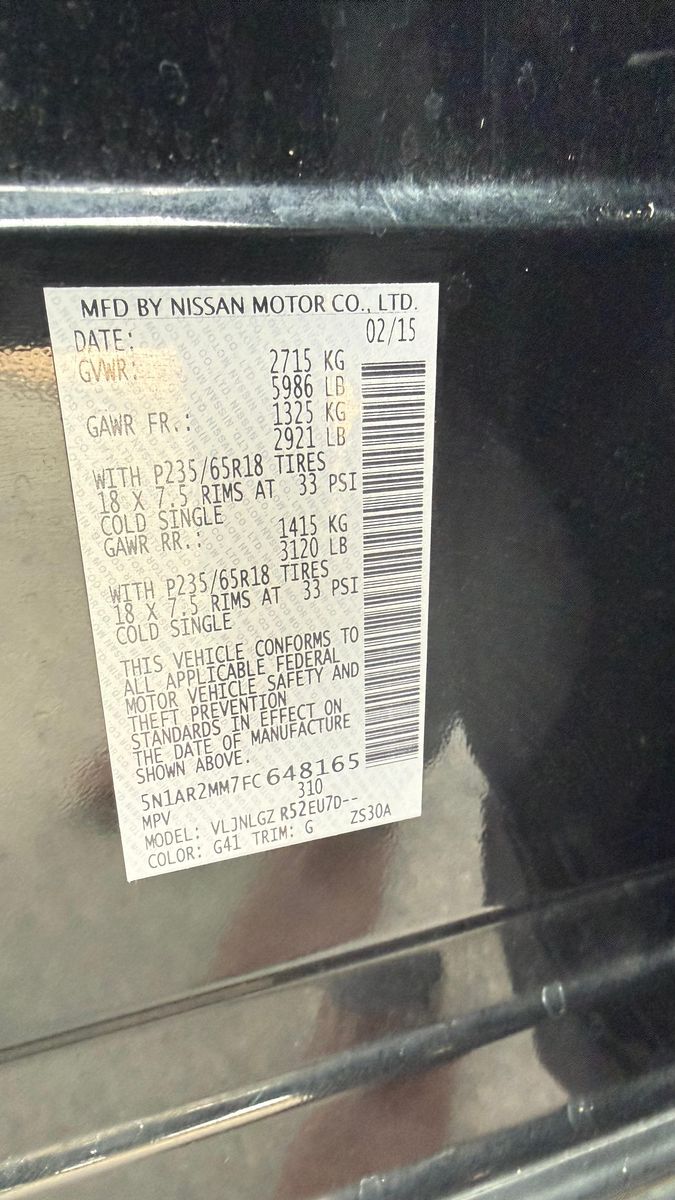 MFD BY NISSAN MOTOR CO., LTD.
DATE: 02/15
GVWR: 2715 KG
5986 LB
GAWR FR.: 1325 KG
2921 LB
WITH P235/65R18 TIRES
18 X 7.5 RIMS AT 33 PSI
COLD SINGLE
GAWR RR.: 1415 KG
3120 LB
WITH P235/65R18 TIRES
18 X 7.5 RIMS AT 33 PSI
COLD SINGLE
THIS VEHICLE CONFORMS TO
ALL APPLICABLE FEDERAL
MOTOR VEHICLE SAFETY AND
THEFT PREVENTION
STANDARDS IN EFFECT ON
THE DATE OF MANUFACTURE
SHOWN ABOVE.
5N1AR2MM7FC648165
MPV 310
MODEL: VLJNLGZ R52EU7D--
COLOR: G41 TRIM: G ZS30A